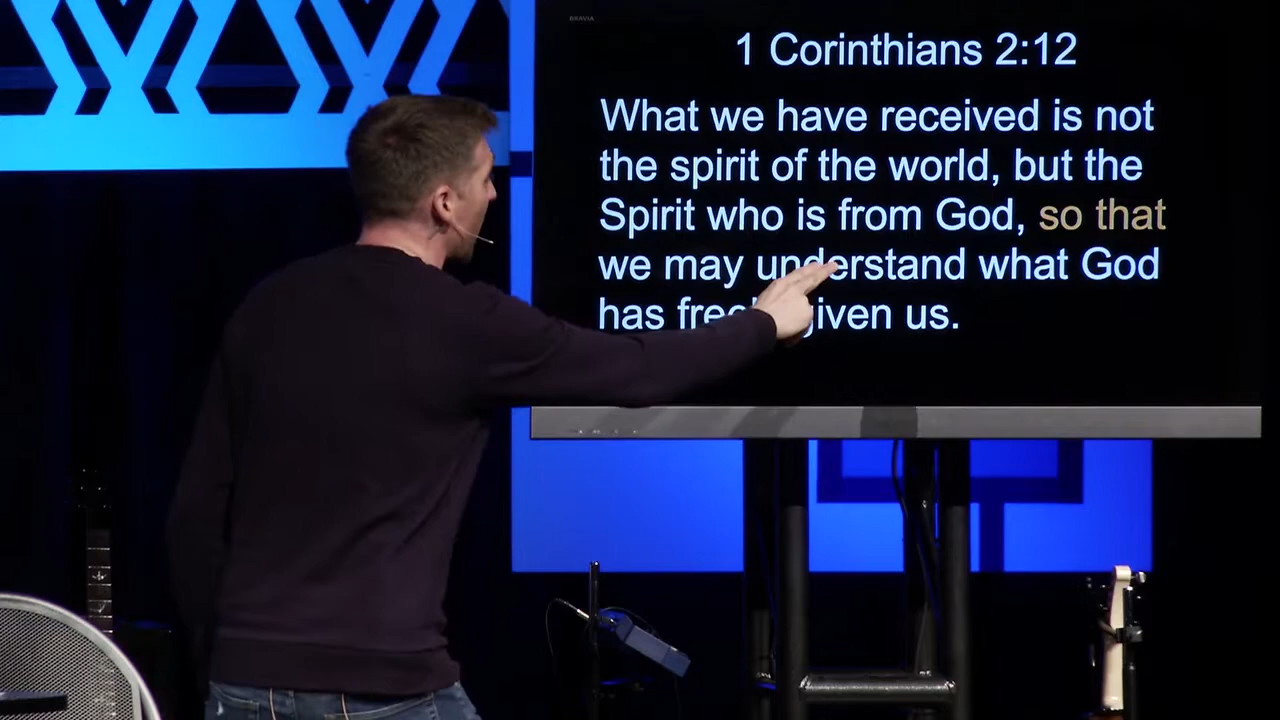 BRAVIA
1 Corinthians 2:12
What we have received is not
the spirit of the world, but the
Spirit who is from God, so that
we may understand what God
has given us.